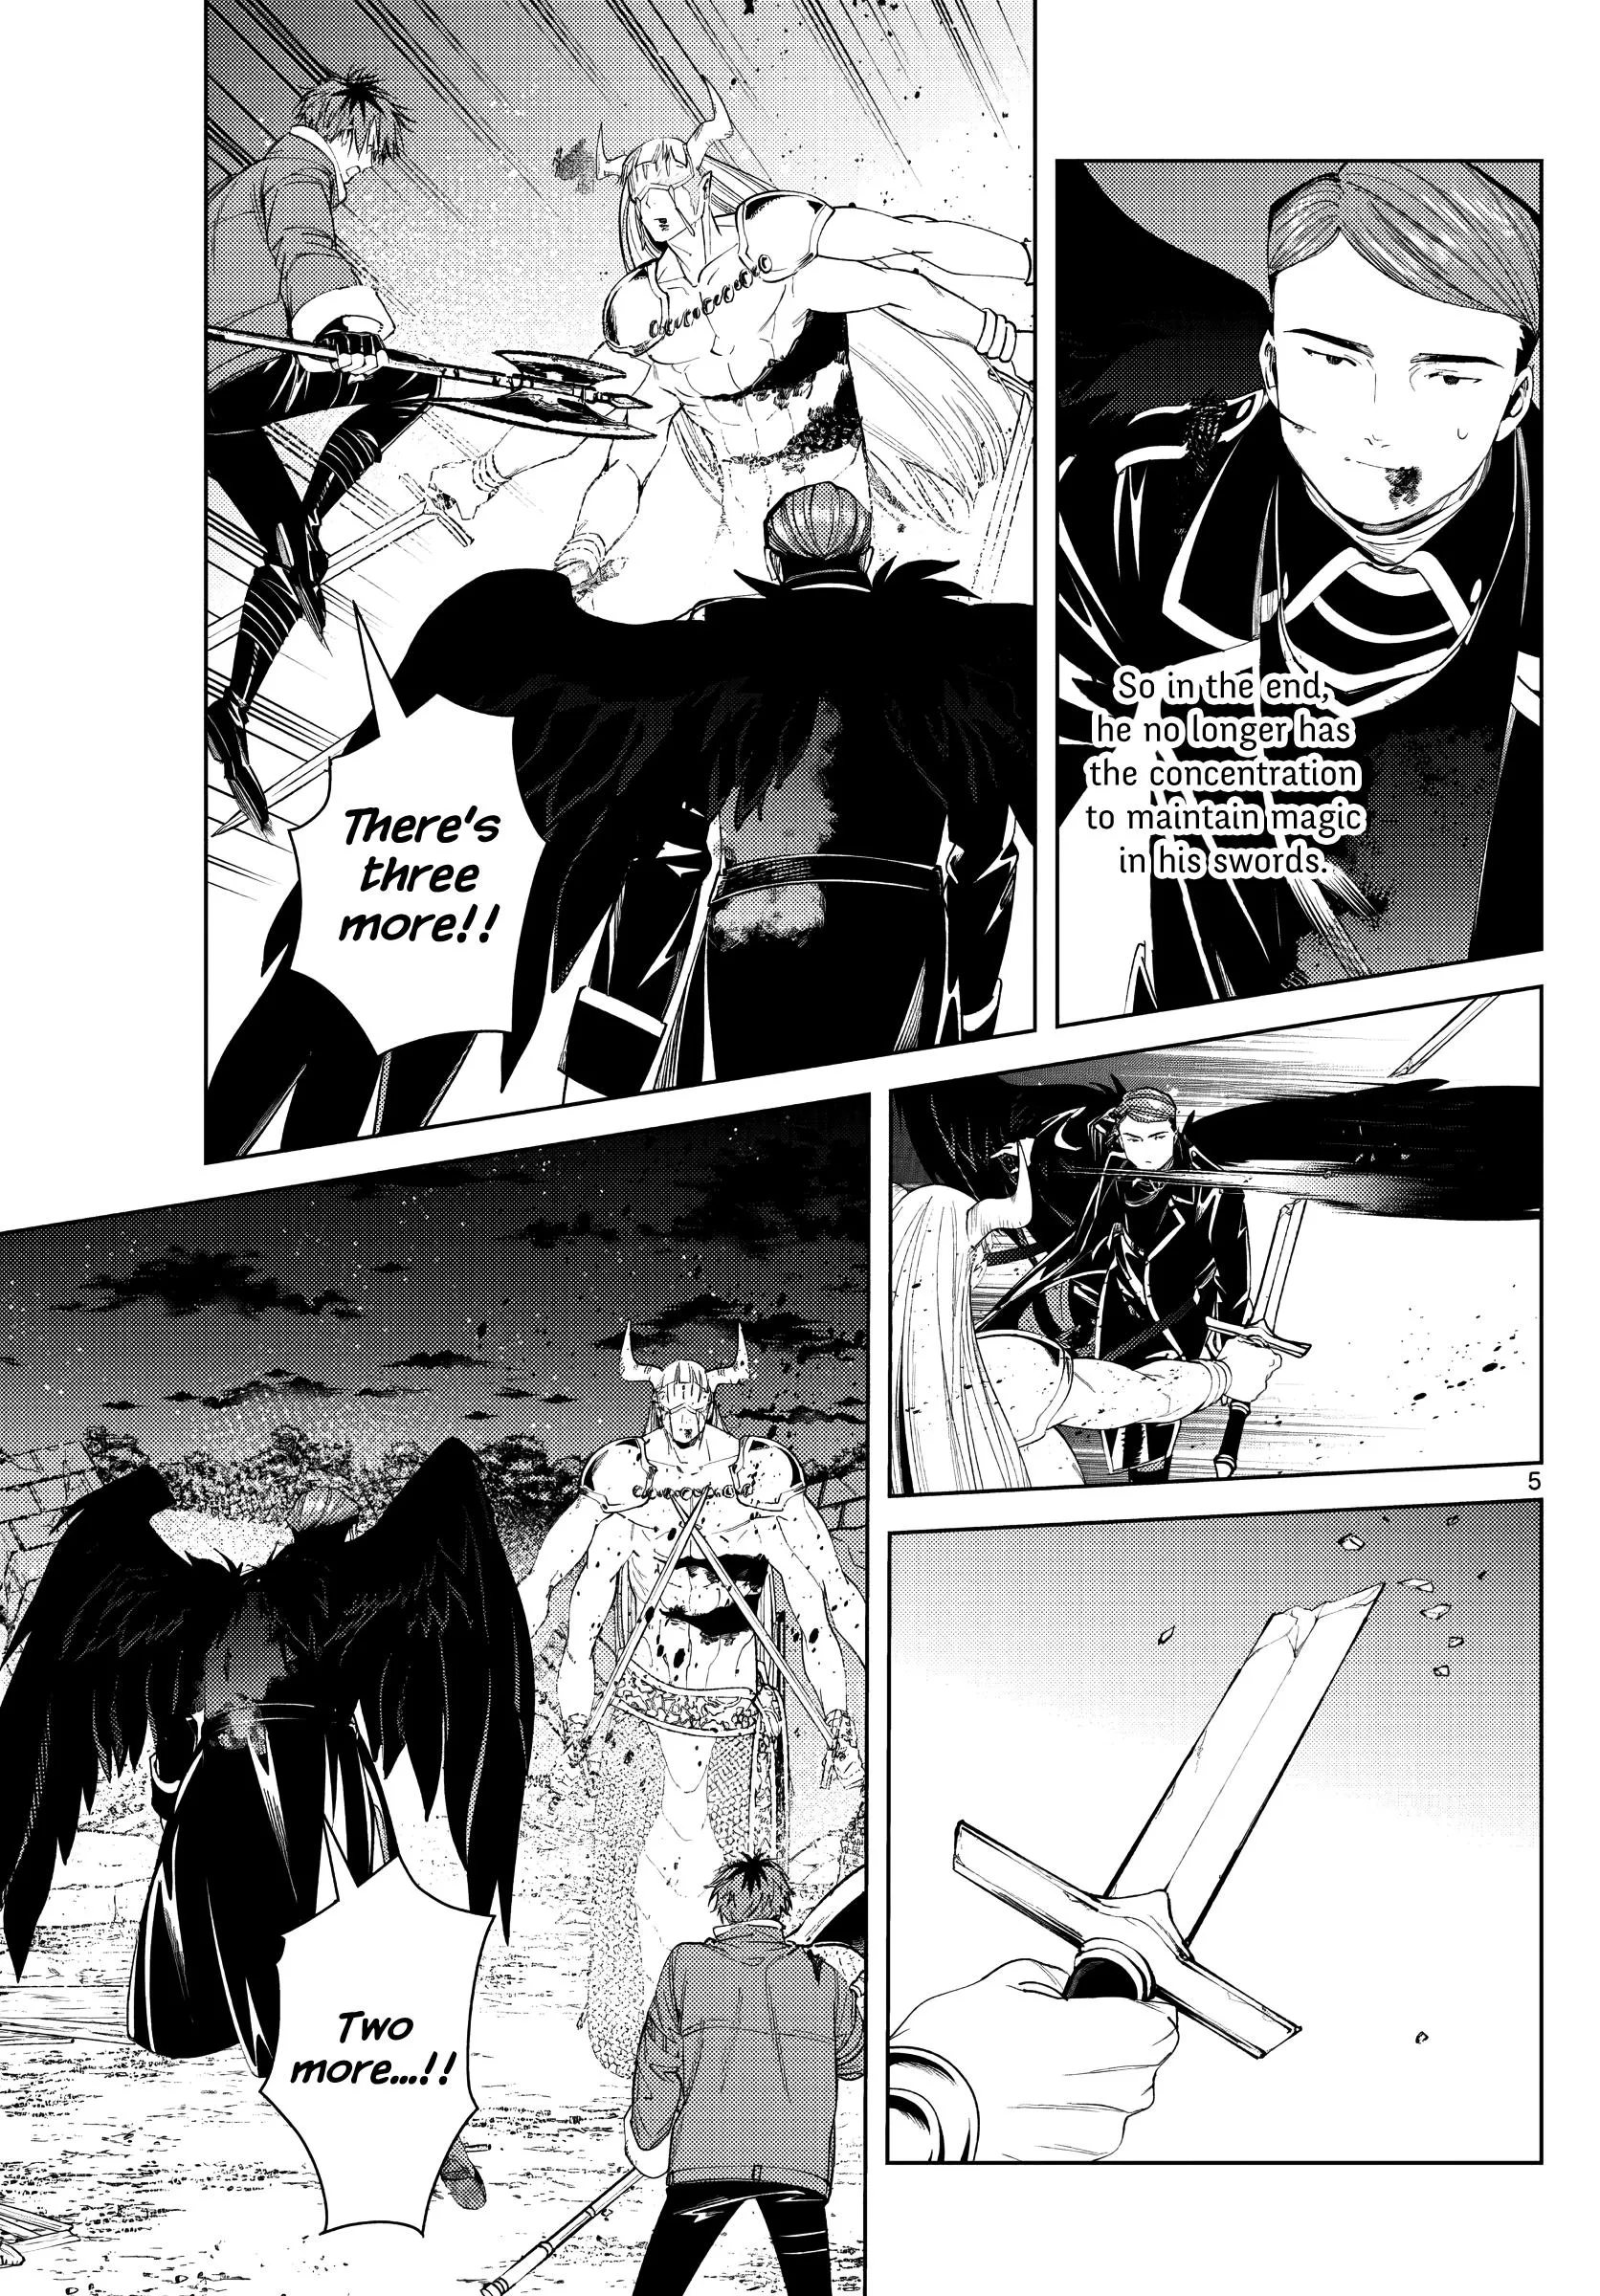 So in the end,
he no longer has
the concentration
to maintain magic
in his swords.
There's
three
more!!
5
Two
more...!!